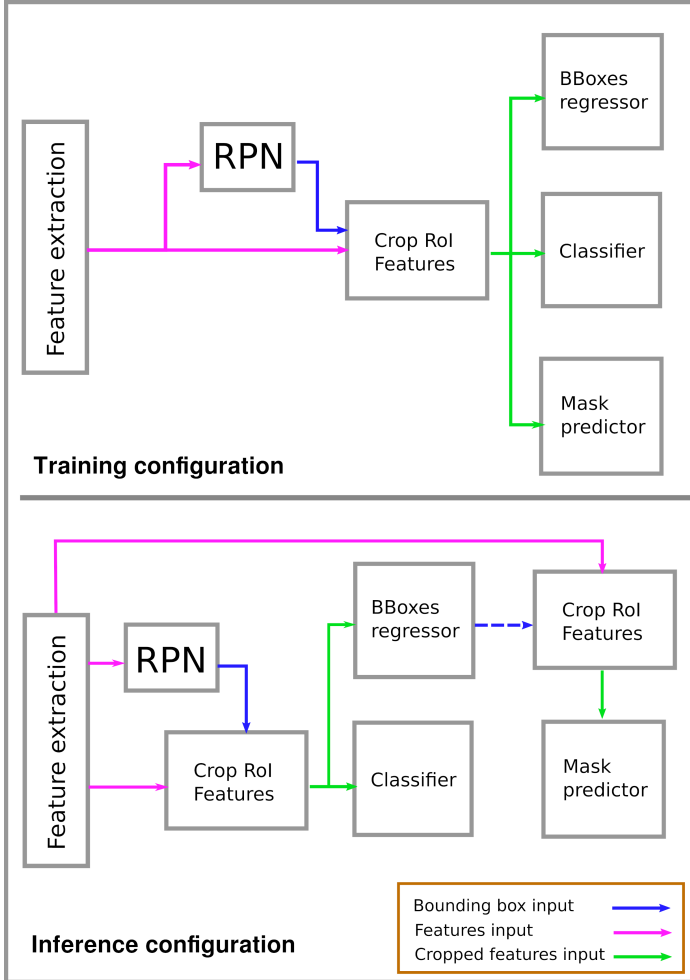 BBoxes
regressor
RPN
Feature extraction
Crop RoI
Features
Classifier
Mask
predictor
Training configuration
BBoxes
regressor
Crop RoI
Features
RPN
Feature extraction
Crop RoI
Features
Classifier
Mask
predictor
Bounding box input
Features input
Cropped features input
Inference configuration